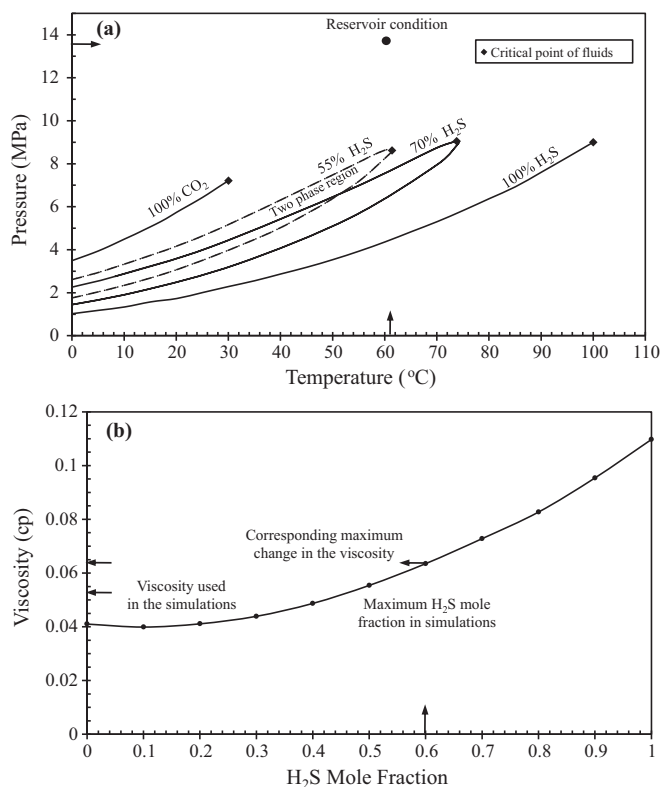 (a)
Reservoir condition
Critical point of fluids
14
12
10
8
6
4
2
0
Pressure (MPa)
100% CO₂
55% H₂S
Two phase region
70% H₂S
100% H₂S
0
10
20
30
40
50
60
70
80
90
100
110
Temperature (°C)
(b)
0.12
0.1
0.08
0.06
0.04
0.02
0
Viscosity (cp)
Corresponding maximum
change in the viscosity
Viscosity used
in the simulations
Maximum H₂S mole
fraction in simulations
0
0.1
0.2
0.3
0.4
0.5
0.6
0.7
0.8
0.9
1
H₂S Mole Fraction